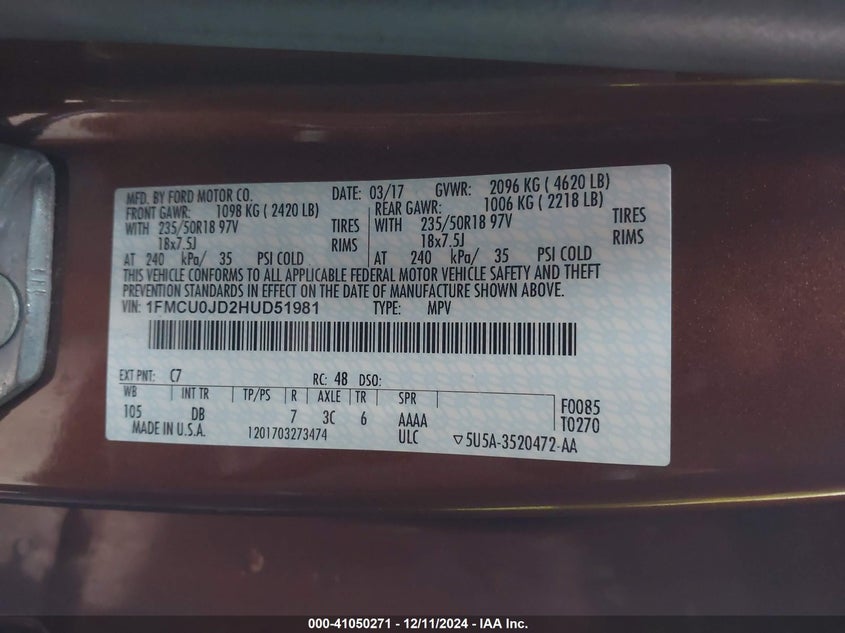 MFD. BY FORD MOTOR CO. DATE: 03/17 GVWR: 2096 KG ( 4620 LB)
FRONT GAWR: 1098 KG ( 2420 LB) REAR GAWR: 1006 KG ( 2218 LB)
WITH 235/50R18 97V TIRES WITH 235/50R18 97V TIRES
18x7.5J RIMS 18x7.5J RIMS
AT 240 kPa/ 35 PSI COLD AT 240 kPa/ 35 PSI COLD
THIS VEHICLE CONFORMS TO ALL APPLICABLE FEDERAL MOTOR VEHICLE SAFETY AND THEFT
PREVENTION STANDARDS IN EFFECT ON THE DATE OF MANUFACTURE SHOWN ABOVE.
VIN: 1FMCU0JD2HUD51981 TYPE: MPV
EXT PNT: C7 RC: 48 DSO:
WB INT TR TP/PS R AXLE TR SPR
105 DB 7 3C 6 AAAA F0085
MADE IN U.S.A. 1201703273474 ULC ▽5U5A-3520472-AA T0270
000-41050271 - 12/11/2024 - IAA Inc.